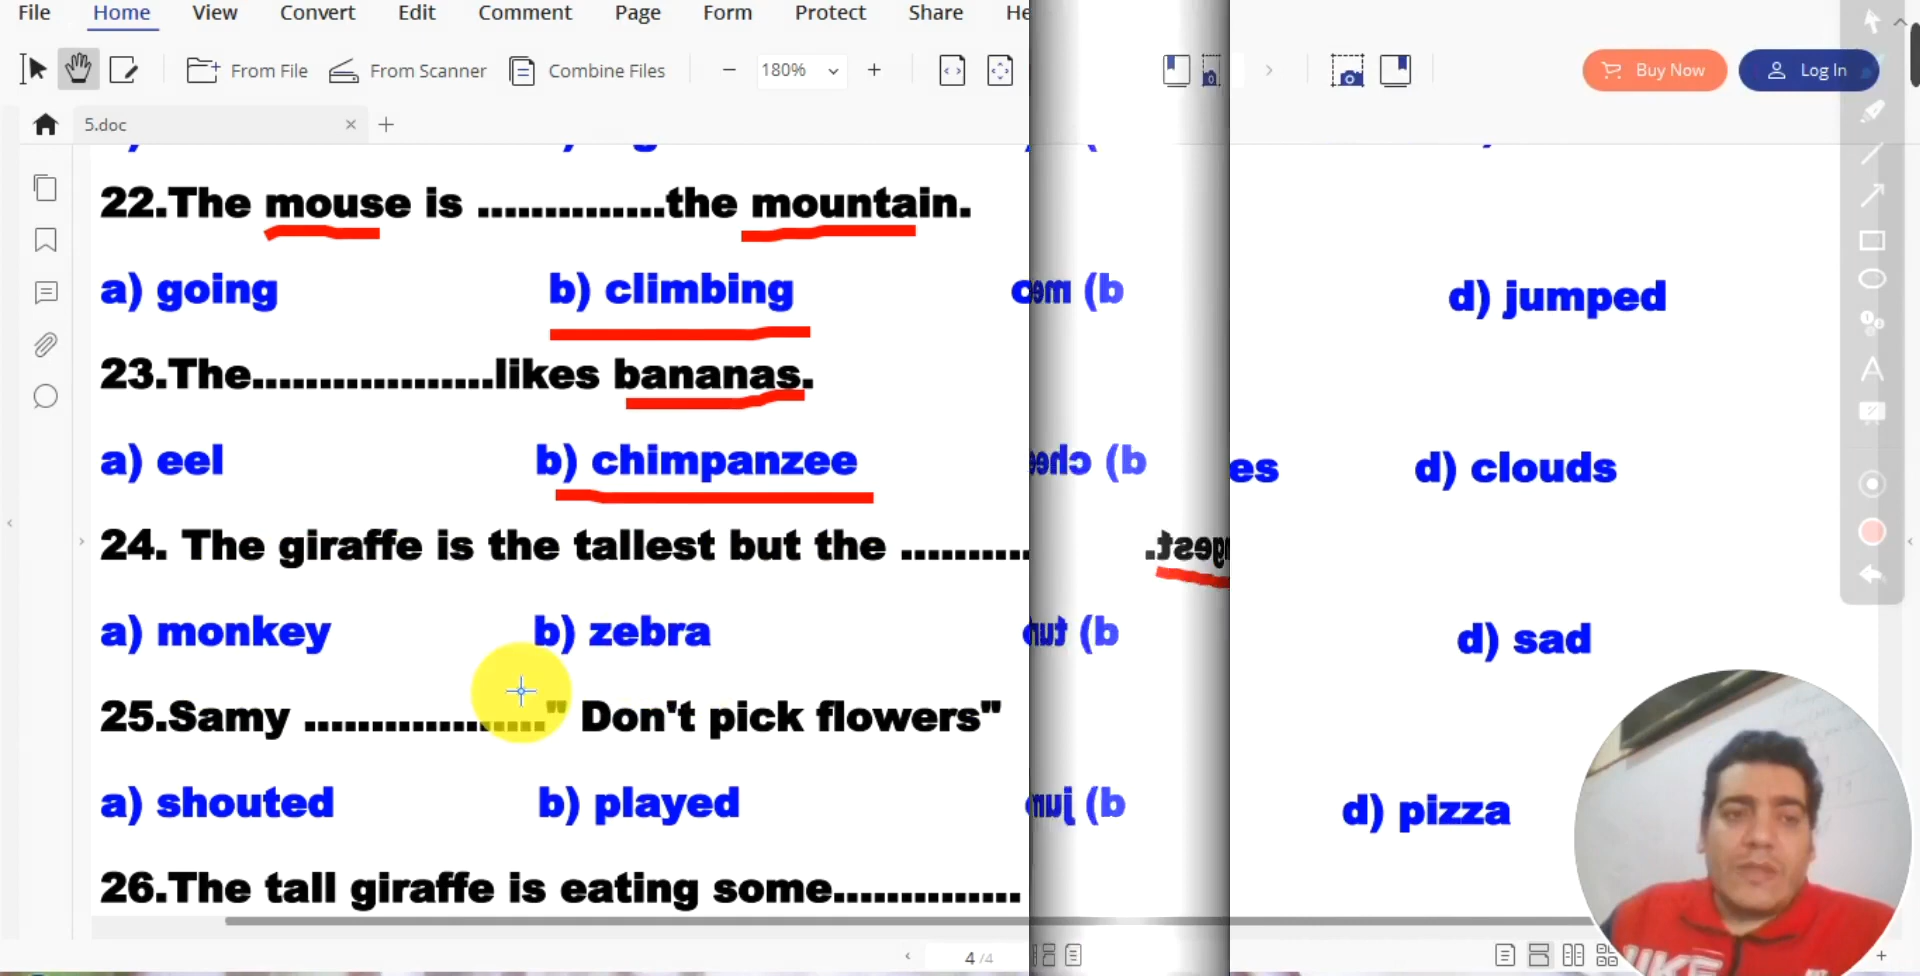 File Home View Convert Edit Comment Page Form Protect Share He
From File From Scanner Combine Files 180% Buy Now Log In
5.doc
22.The mouse is ..............the mountain.
a) going b) climbing d) jumped
23.The..................likes bananas.
a) eel b) chimpanzee d) clouds
24. The giraffe is the tallest but the ..........
a) monkey b) zebra d) sad
25.Samy .................." Don't pick flowers"
a) shouted b) played d) pizza
26.The tall giraffe is eating some..............
4 /4